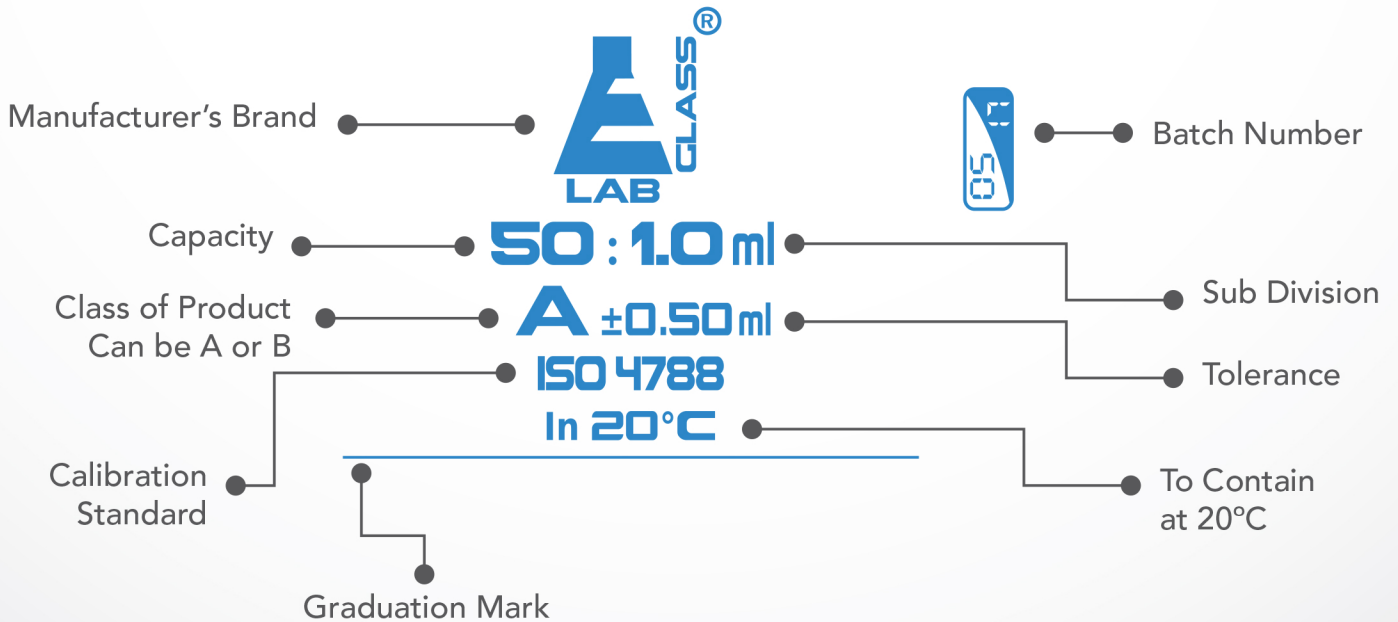 ®
GLASS
LAB
Manufacturer's Brand
05
17
Batch Number
Capacity
50 : 1.0 ml
Sub Division
Class of Product
Can be A or B
A ±0.50 ml
Tolerance
ISO 4788
In 20°C
Calibration
Standard
To Contain
at 20°C
Graduation Mark